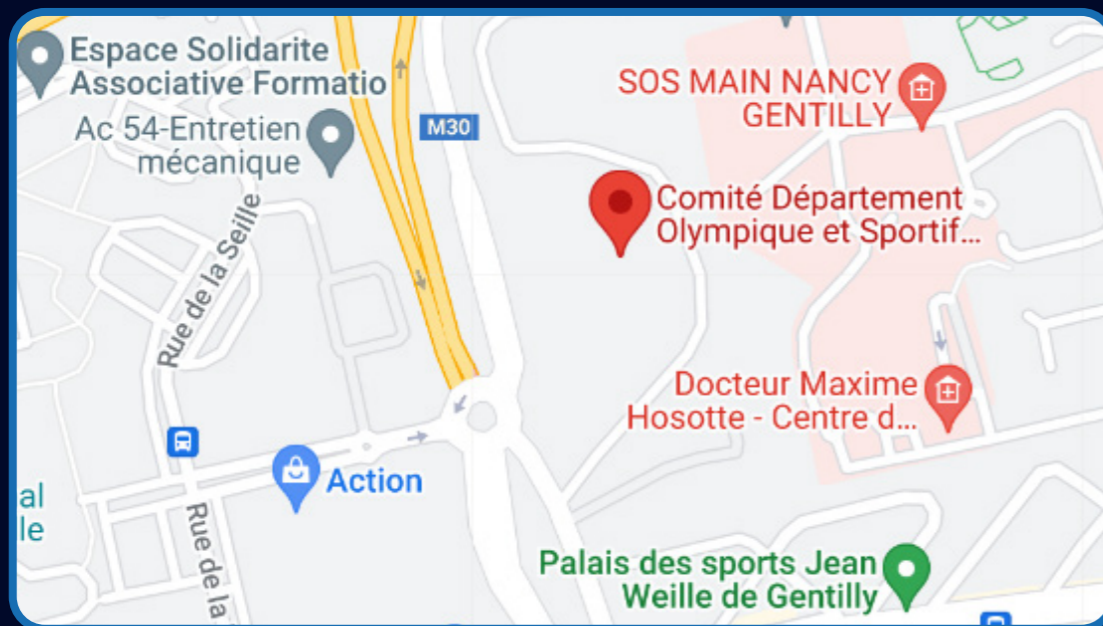 Espace Solidarite
Associative Formatio
Ac 54-Entretien
mécanique
M30
SOS MAIN NANCY
GENTILLY
Comité Département
Olympique et Sportif...
Rue de la Seille
Docteur Maxime
Hosotte - Centre d...
Action
al
le
Rue de la
Palais des sports Jean
Weille de Gentilly